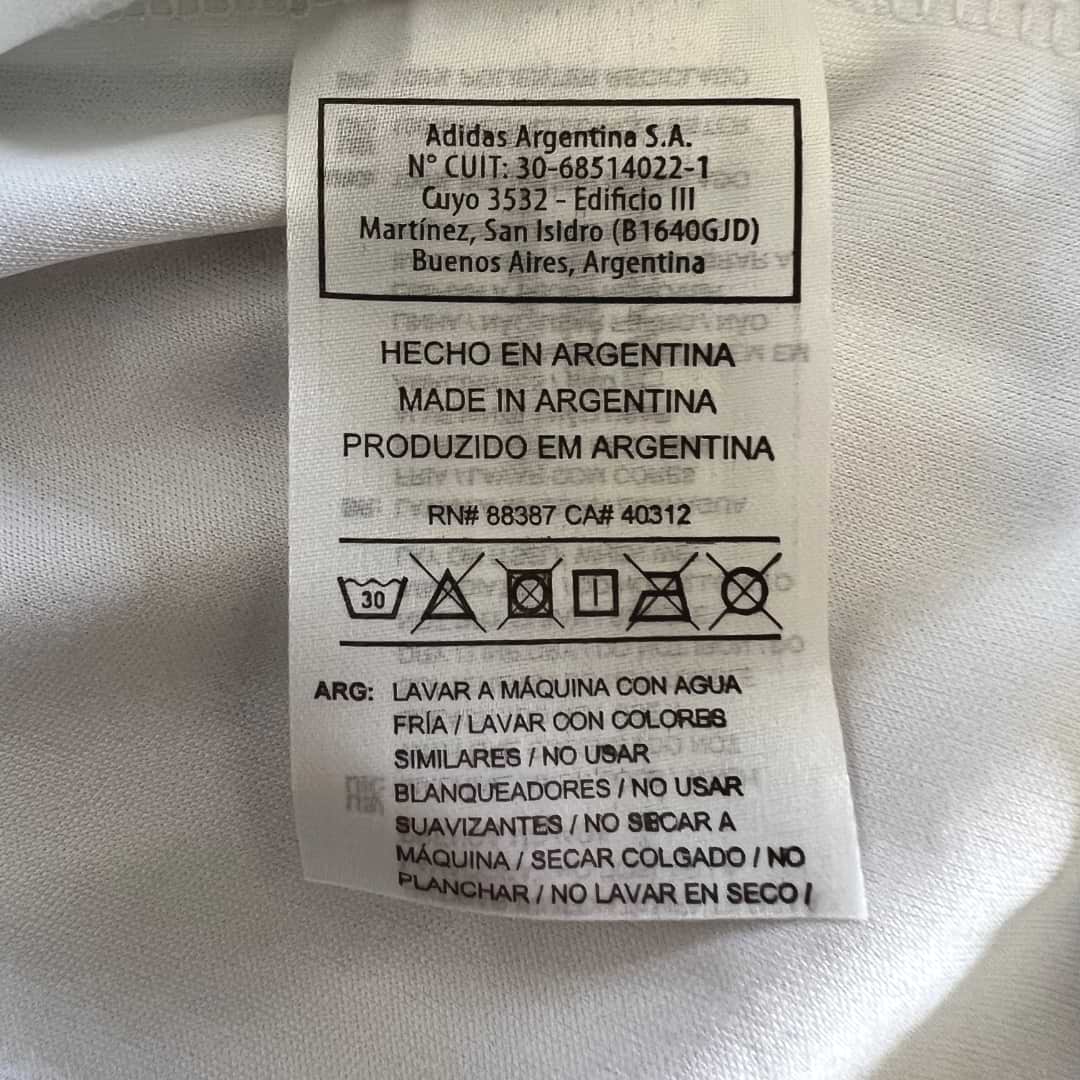 Adidas Argentina S.A.
N° CUIT: 30-68514022-1
Cuyo 3532 - Edificio III
Martínez, San Isidro (B1640GJD)
Buenos Aires, Argentina
HECHO EN ARGENTINA
MADE IN ARGENTINA
PRODUZIDO EM ARGENTINA
RN# 88387 CA# 40312
30
ARG: LAVAR A MÁQUINA CON AGUA
FRÍA / LAVAR CON COLORES
SIMILARES / NO USAR
BLANQUEADORES / NO USAR
SUAVIZANTES / NO SECAR A
MÁQUINA / SECAR COLGADO / NO
PLANCHAR / NO LAVAR EN SECO /